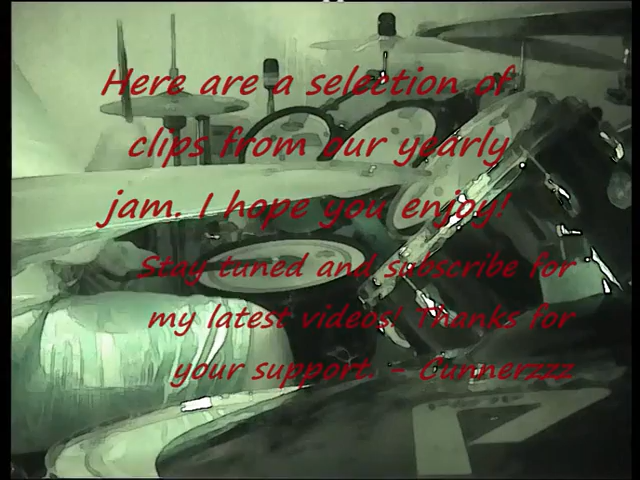 Here are a selection of
clips from our yearly
jam. I hope you enjoy!
Stay tuned and subscribe for
my latest videos! Thanks for
your support. - Cunnerzzz